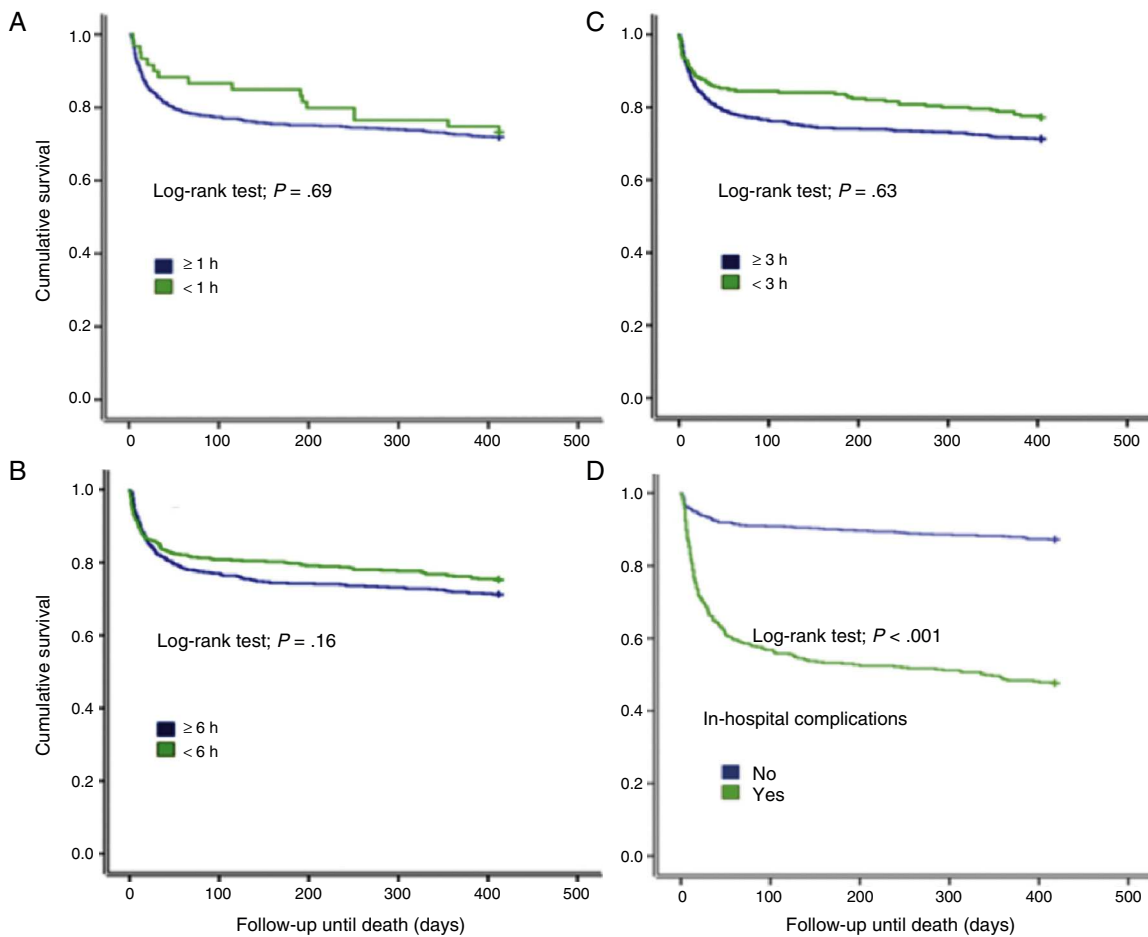 A
1.0
0.8
0.6
0.4
0.2
0.0
Cumulative survival
Log-rank test; P = .69
≥ 1 h
< 1 h
0 100 200 300 400 500
C
1.0
0.8
0.6
0.4
0.2
0.0
Log-rank test; P = .63
≥ 3 h
< 3 h
0 100 200 300 400 500
B
1.0
0.8
0.6
0.4
0.2
0.0
Cumulative survival
Log-rank test; P = .16
≥ 6 h
< 6 h
0 100 200 300 400 500
Follow-up until death (days)
D
1.0
0.8
0.6
0.4
0.2
0.0
Log-rank test; P < .001
In-hospital complications
No
Yes
0 100 200 300 400 500
Follow-up until death (days)